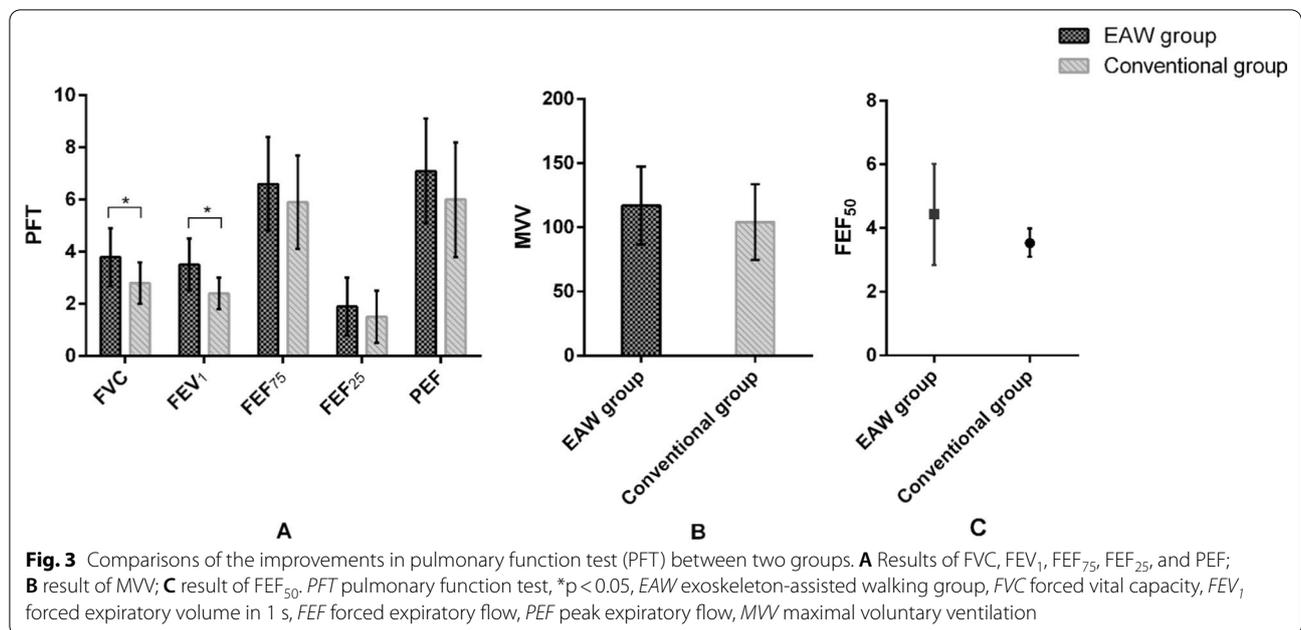 EAW group
Conventional group
10
8
6
4
2
0
PFT
*
*
FVC
FEV1
FEF75
FEF25
PEF
A
200
150
100
50
0
MVV
EAW group
Conventional group
B
8
6
4
2
0
FEF50
EAW group
Conventional group
C
Fig. 3 Comparisons of the improvements in pulmonary function test (PFT) between two groups. A Results of FVC, FEV1, FEF75, FEF25, and PEF;
B result of MVV; C result of FEF50. PFT pulmonary function test, *p < 0.05, EAW exoskeleton-assisted walking group, FVC forced vital capacity, FEV1
forced expiratory volume in 1 s, FEF forced expiratory flow, PEF peak expiratory flow, MVV maximal voluntary ventilation